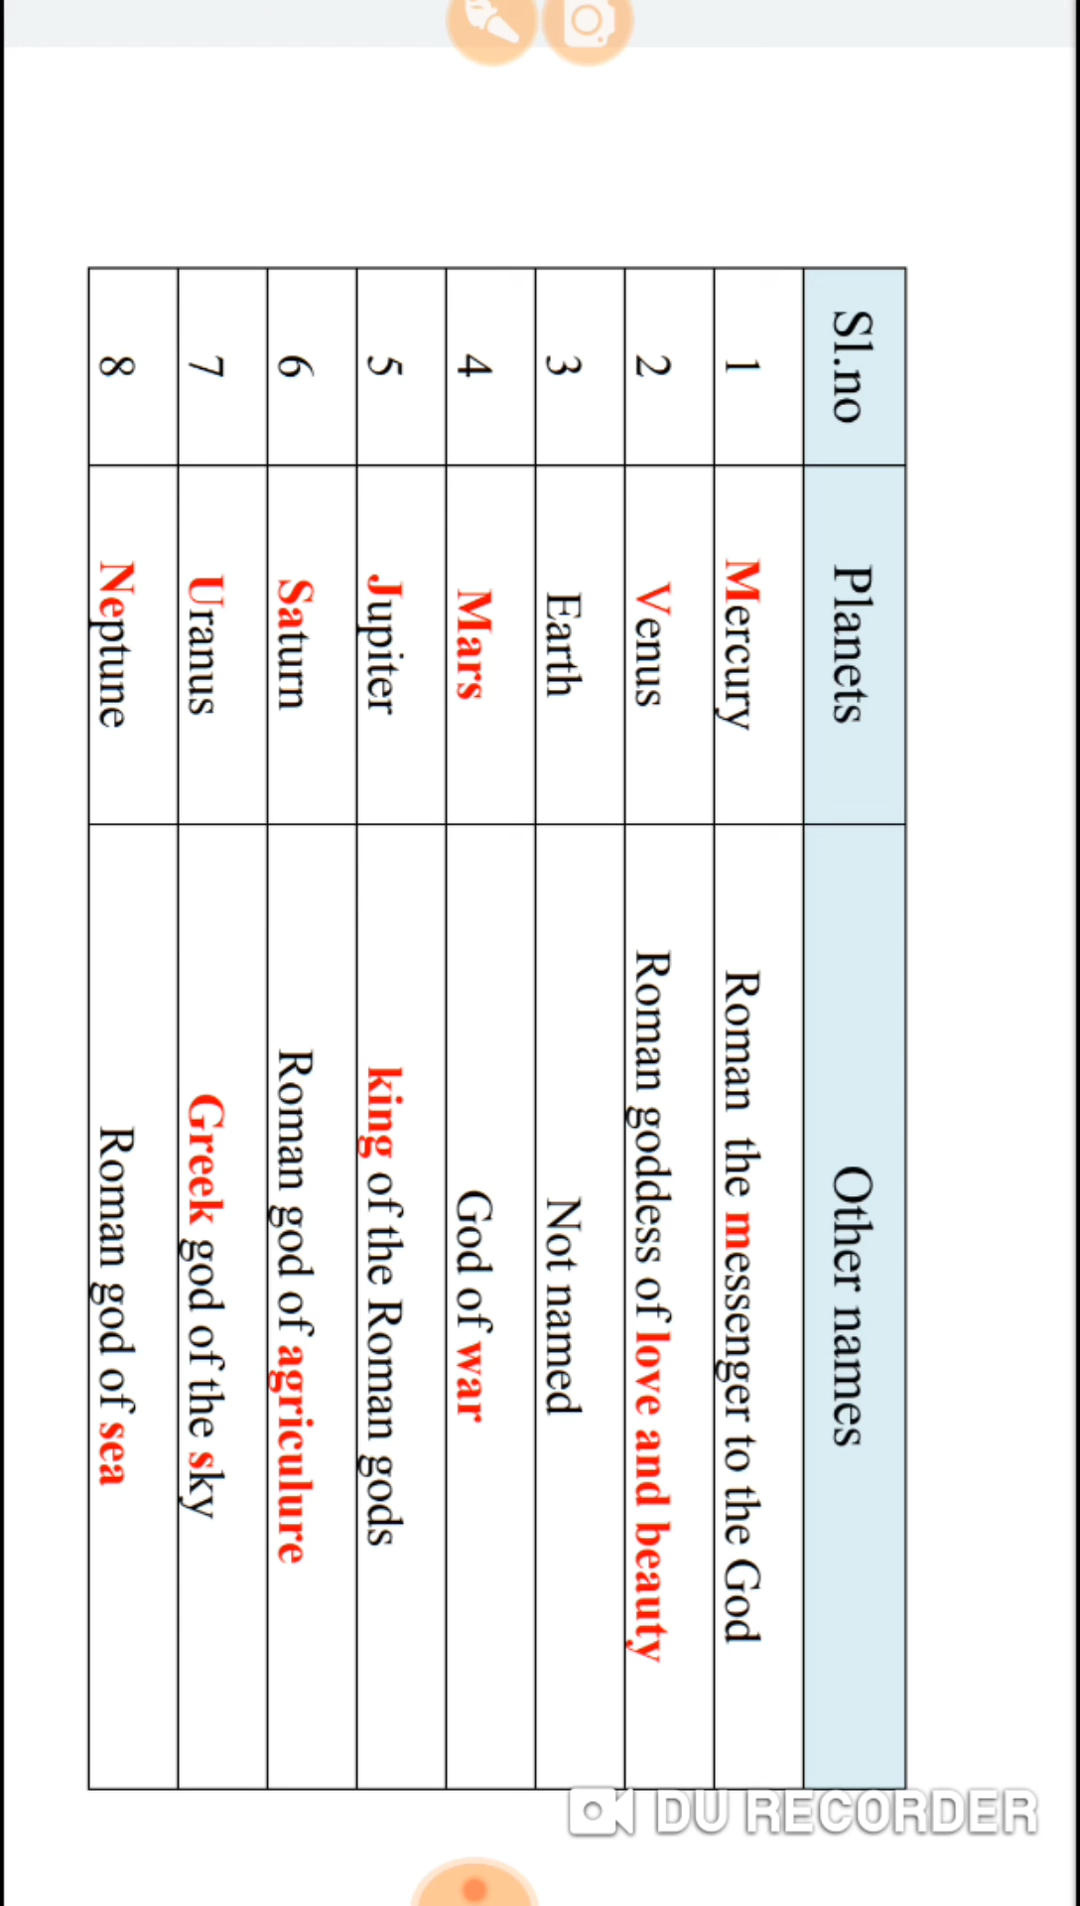 Sl.no Planets Other names
1 Mercury Roman the messenger to the God
2 Venus Roman goddess of love and beauty
3 Earth Not named
4 Mars God of war
5 Jupiter king of the Roman gods
6 Saturn Roman god of agriculure
7 Uranus Greek god of the sky
8 Neptune Roman god of sea
DU RECORDER